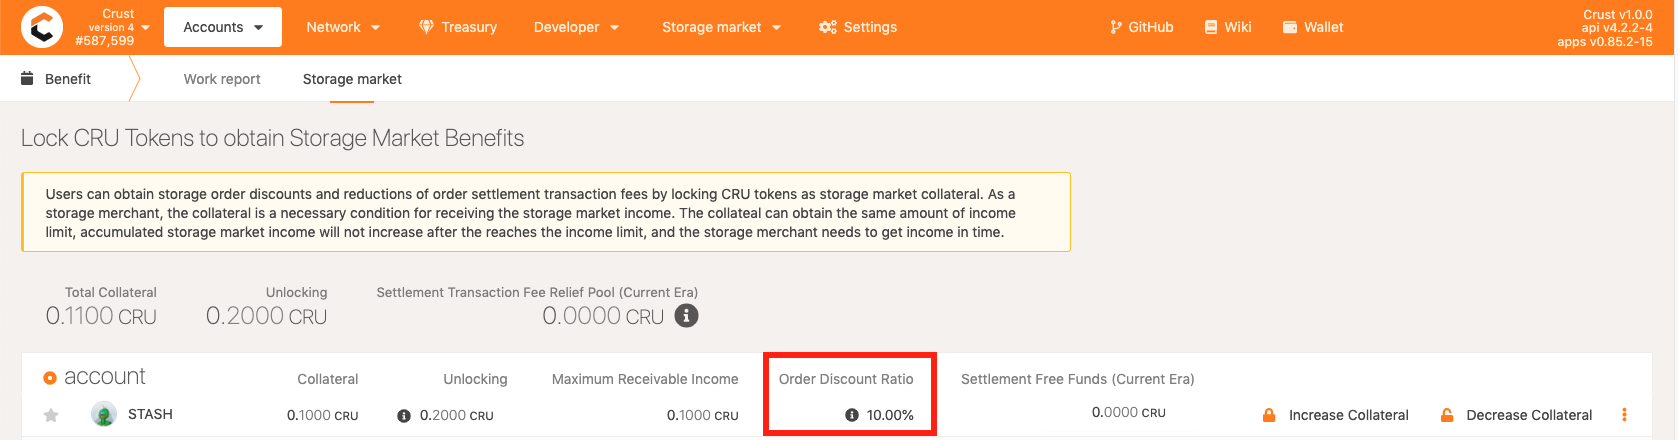 Crust
version 4
#587,599
Accounts
Network
Treasury
Developer
Storage market
Settings
GitHub
Wiki
Wallet
Crust v1.0.0
api v4.2.2-4
apps v0.85.2-15
Benefit
Work report
Storage market
Lock CRU Tokens to obtain Storage Market Benefits
Users can obtain storage order discounts and reductions of order settlement transaction fees by locking CRU tokens as storage market collateral. As a
storage merchant, the collateral is a necessary condition for receiving the storage market income. The collateal can obtain the same amount of income
limit, accumulated storage market income will not increase after the reaches the income limit, and the storage merchant needs to get income in time.
Total Collateral
0.1100 CRU
Unlocking
0.2000 CRU
Settlement Transaction Fee Relief Pool (Current Era)
0.0000 CRU
account
Collateral
Unlocking
Maximum Receivable Income
Order Discount Ratio
Settlement Free Funds (Current Era)
STASH
0.1000 CRU
0.2000 CRU
0.1000 CRU
10.00%
0.0000 CRU
Increase Collateral
Decrease Collateral